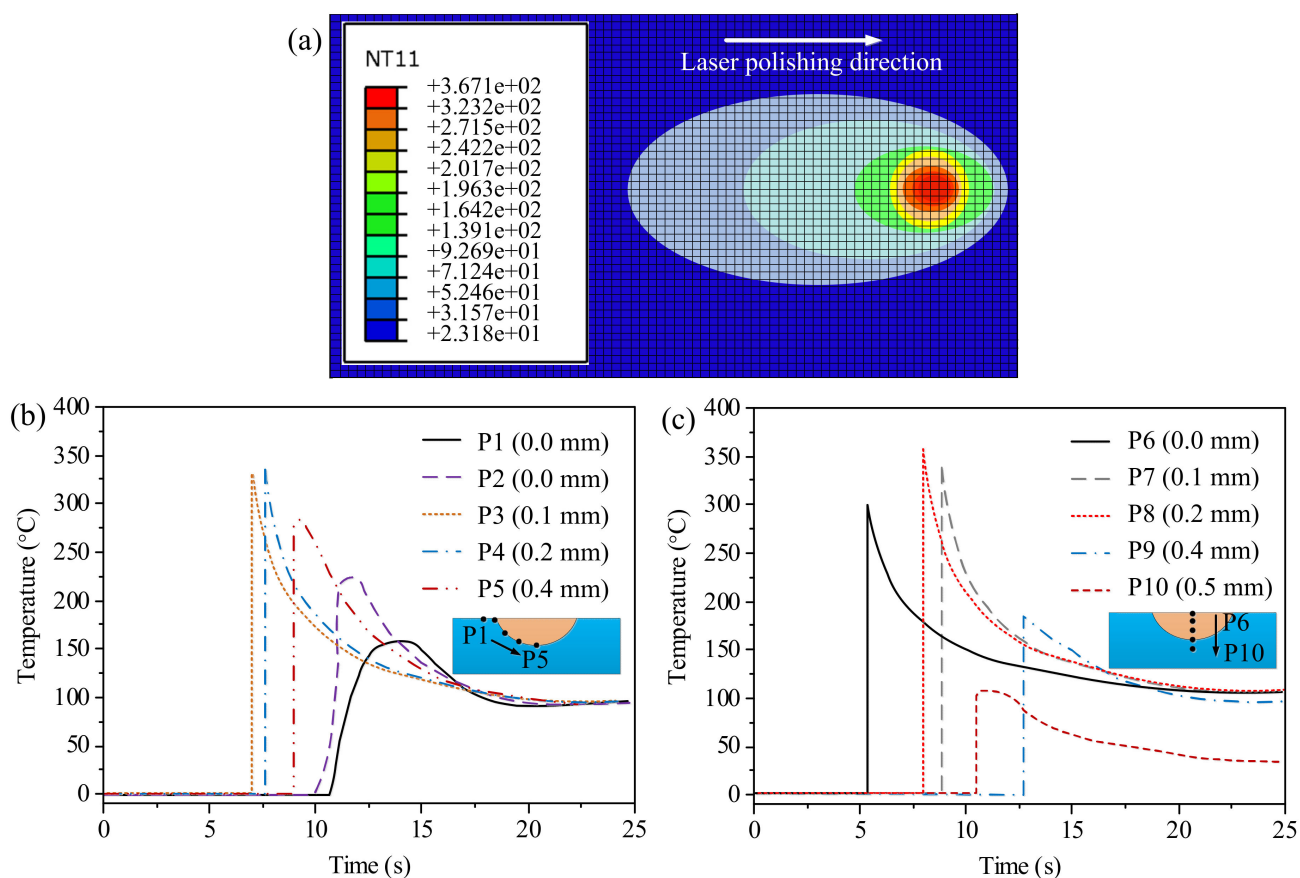 (a)
NT11
+3.671e+02
+3.232e+02
+2.715e+02
+2.422e+02
+2.017e+02
+1.963e+02
+1.642e+02
+1.391e+02
+9.269e+01
+7.124e+01
+5.246e+01
+3.157e+01
+2.318e+01
Laser polishing direction
(b)
Temperature (°C)
400
350
300
250
200
150
100
50
0
P1 (0.0 mm)
P2 (0.0 mm)
P3 (0.1 mm)
P4 (0.2 mm)
P5 (0.4 mm)
P1
P5
0 5 10 15 20 25
Time (s)
(c)
Temperature (°C)
400
350
300
250
200
150
100
50
0
P6 (0.0 mm)
P7 (0.1 mm)
P8 (0.2 mm)
P9 (0.4 mm)
P10 (0.5 mm)
P6
P10
0 5 10 15 20 25
Time (s)